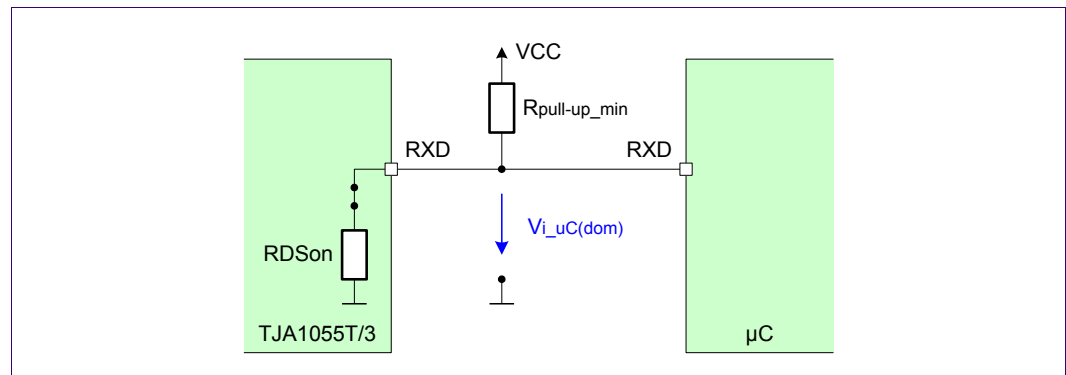 VCC
Rpull-up_min
RXD
RXD
Vi_uC(dom)
RDSon
TJA1055T/3
µC